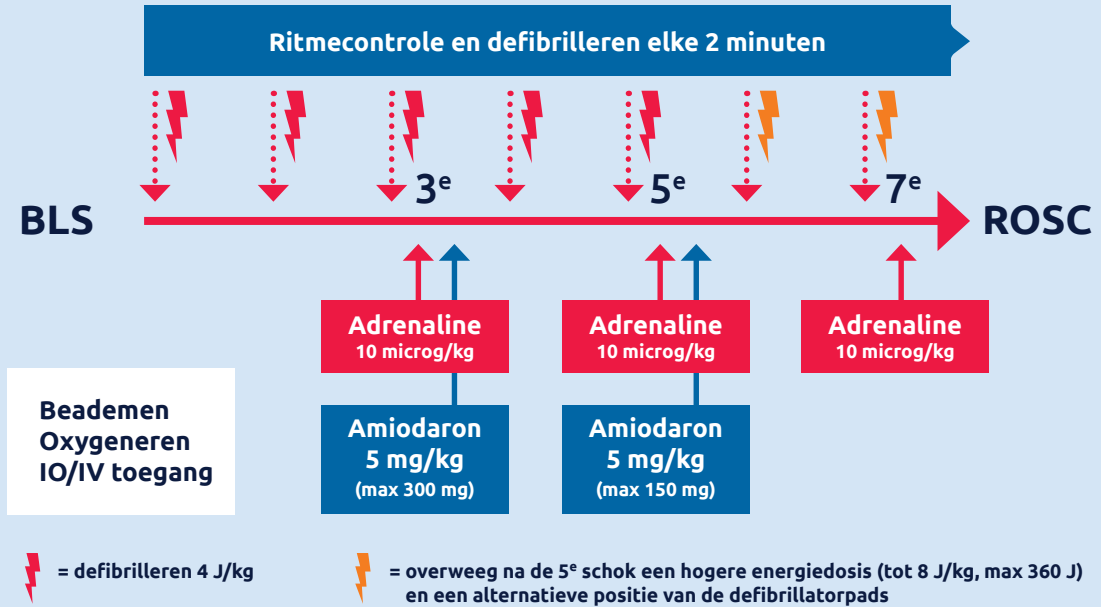 Ritmecontrole en defibrilleren elke 2 minuten
3e
5e
7e
BLS
ROSC
Adrenaline
10 microg/kg
Adrenaline
10 microg/kg
Adrenaline
10 microg/kg
Beademen
Oxygeneren
IO/IV toegang
Amiodaron
5 mg/kg
(max 300 mg)
Amiodaron
5 mg/kg
(max 150 mg)
= defibrilleren 4 J/kg
= overweeg na de 5e schok een hogere energiedosis (tot 8 J/kg, max 360 J)
en een alternatieve positie van de defibrillatorpads